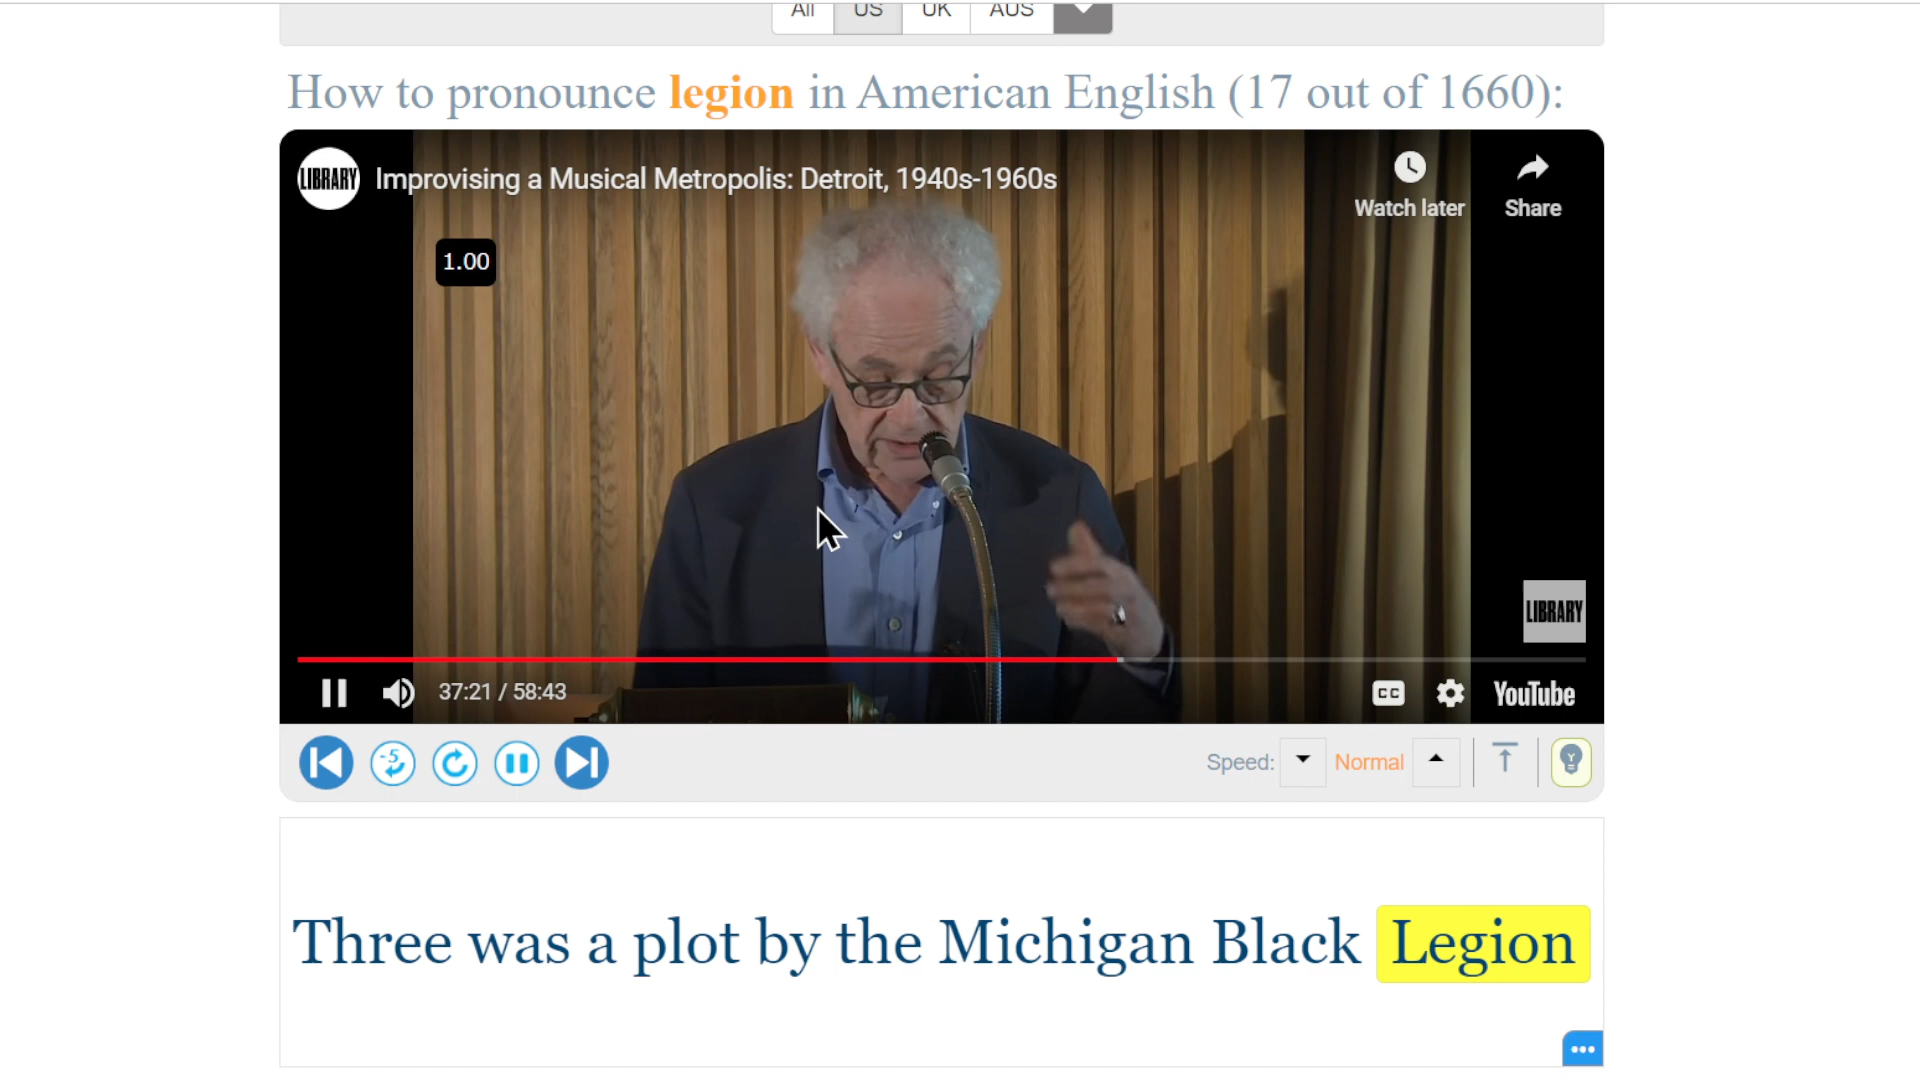 All US UK AUS
How to pronounce legion in American English (17 out of 1660):
LIBRARY Improvising a Musical Metropolis: Detroit, 1940s-1960s
Watch later Share
1.00
LIBRARY
37:21 / 58:43
CC YouTube
-5 Speed: Normal
Three was a plot by the Michigan Black Legion